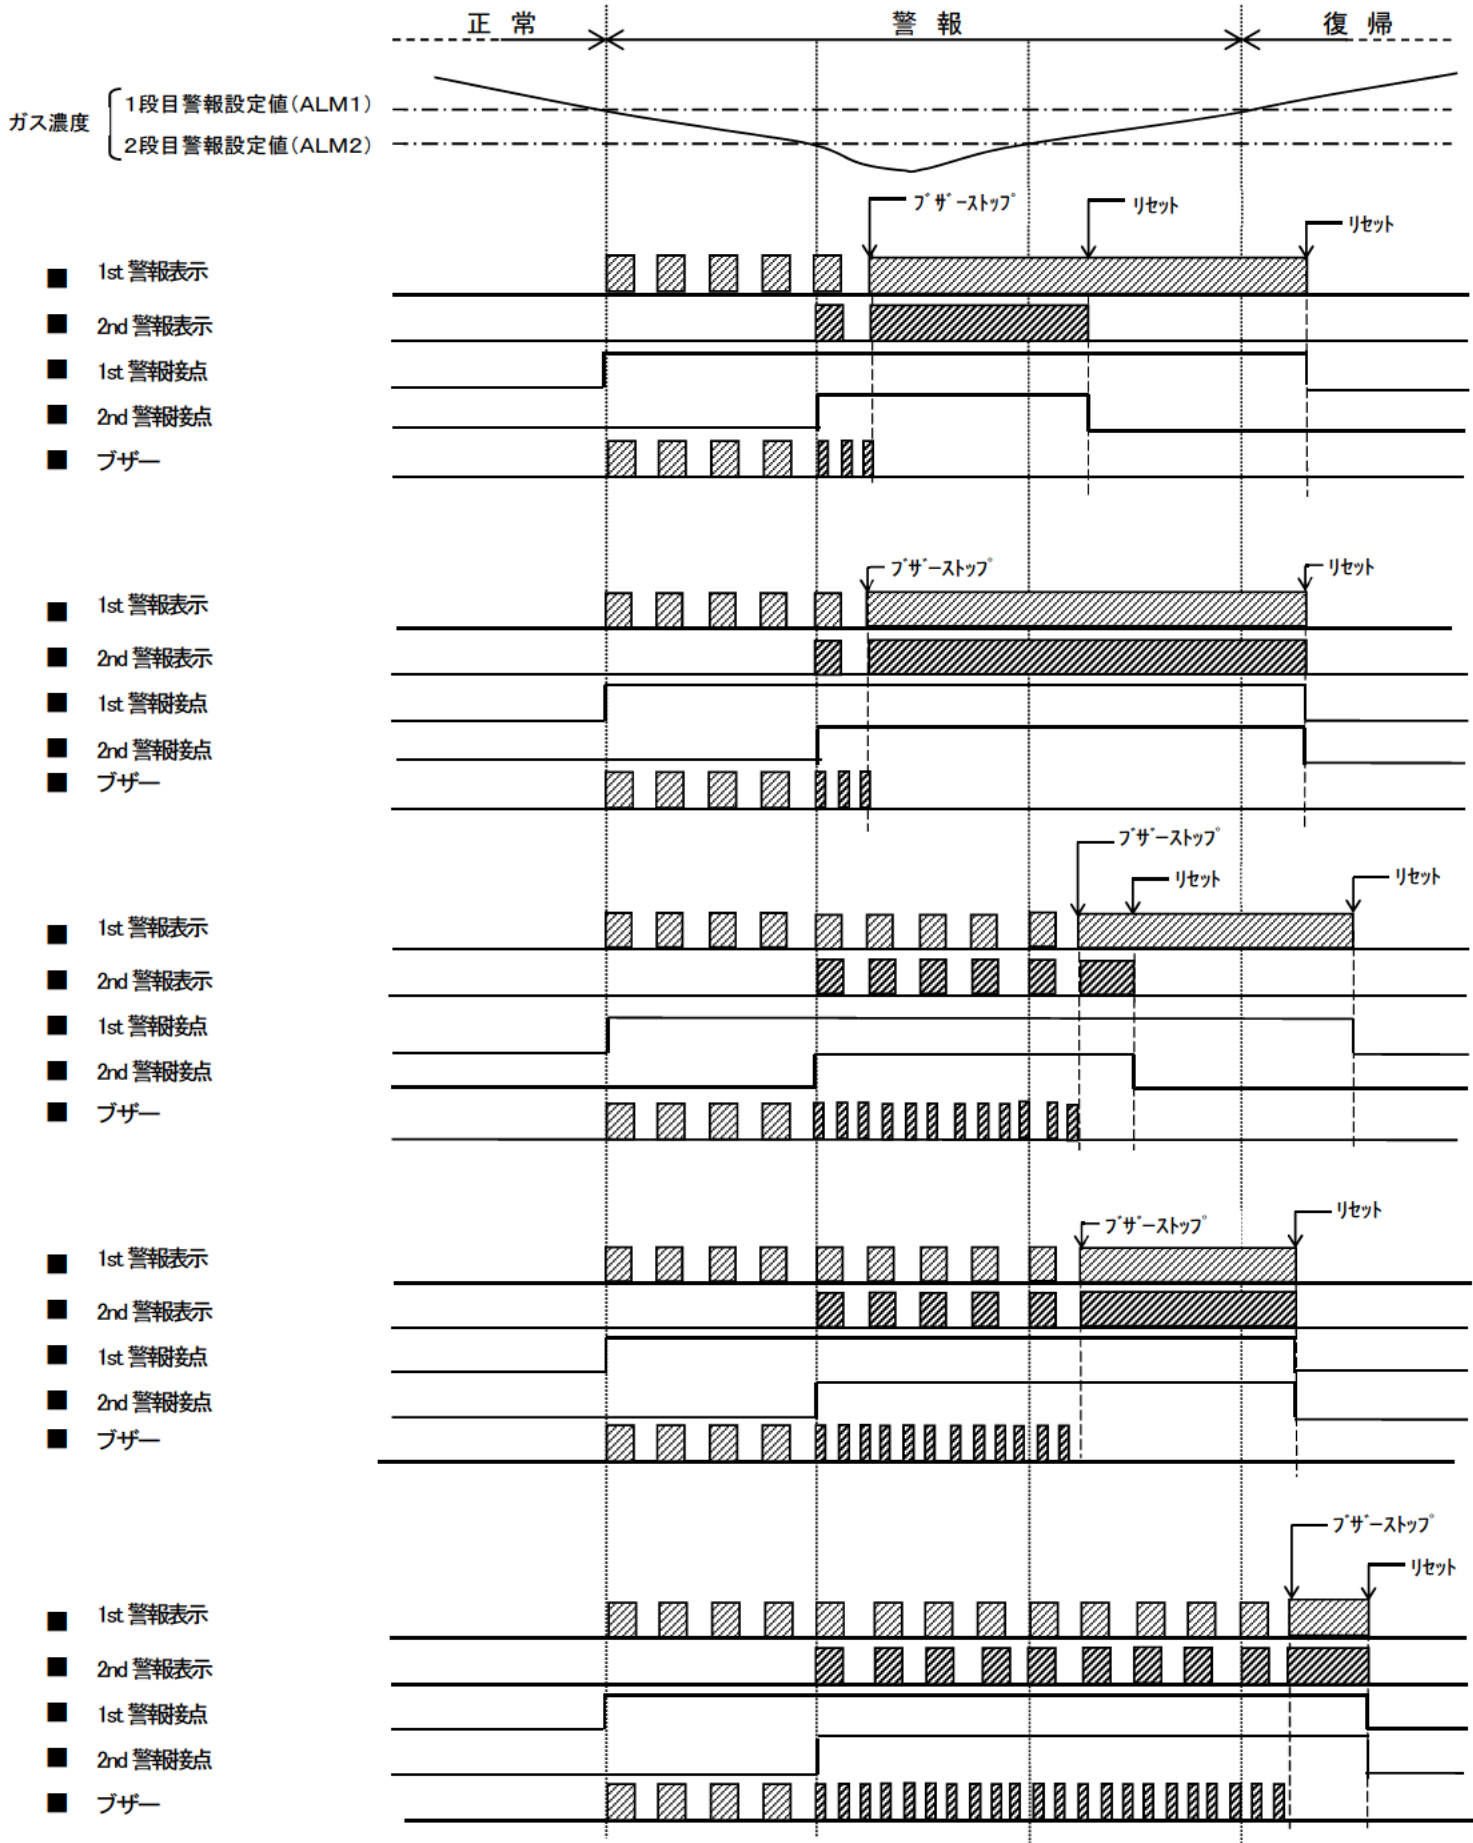 正 常 警 報 復 帰
ガス濃度
1段目警報設定値(ALM1)
2段目警報設定値(ALM2)
ブザーストップ リセット リセット
■ 1st 警報表示
■ 2nd 警報表示
■ 1st 警報接点
■ 2nd 警報接点
■ ブザー
ブザーストップ リセット
■ 1st 警報表示
■ 2nd 警報表示
■ 1st 警報接点
■ 2nd 警報接点
■ ブザー
ブザーストップ
リセット リセット
■ 1st 警報表示
■ 2nd 警報表示
■ 1st 警報接点
■ 2nd 警報接点
■ ブザー
ブザーストップ リセット
■ 1st 警報表示
■ 2nd 警報表示
■ 1st 警報接点
■ 2nd 警報接点
■ ブザー
ブザーストップ
リセット
■ 1st 警報表示
■ 2nd 警報表示
■ 1st 警報接点
■ 2nd 警報接点
■ ブザー